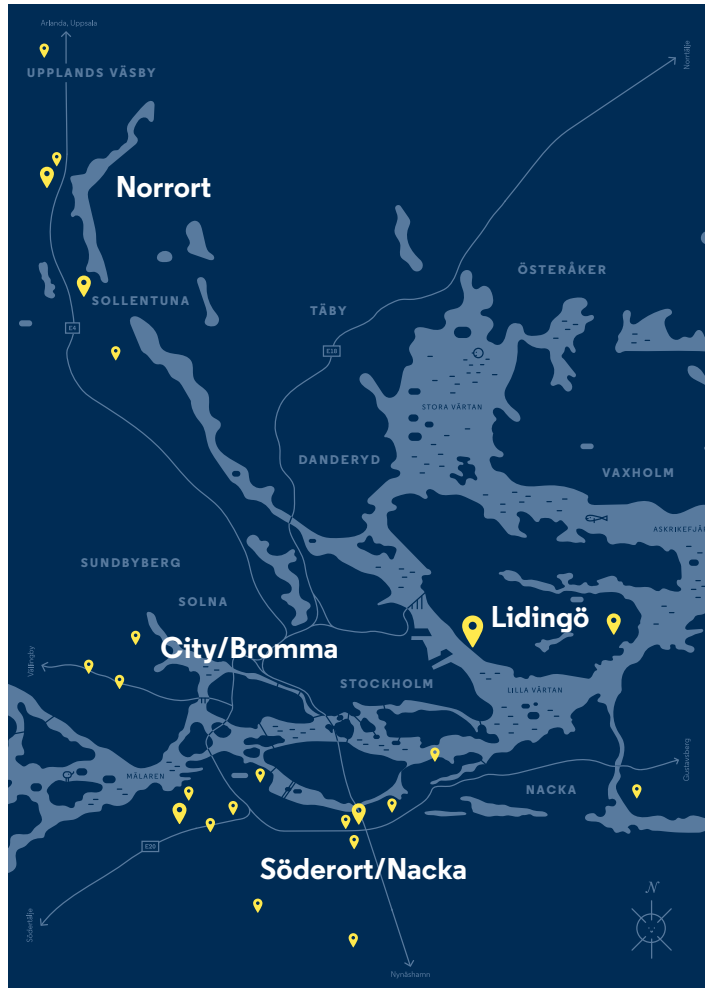 Arlanda, Uppsala
Norrtälje
UPPLANDS VÄSBY
Norrort
ÖSTERÅKER
SOLLENTUNA
TÄBY
E4
E18
STORA VÄRTAN
DANDERYD
VAXHOLM
ASKRIKEFJÄR
SUNDBYBERG
SOLNA
Lidingö
City/Bromma
Vällingby
STOCKHOLM
LILLA VÄRTAN
Gustavsberg
MÄLAREN
NACKA
E20
Söderort/Nacka
N
Södertälje
Nynäshamn